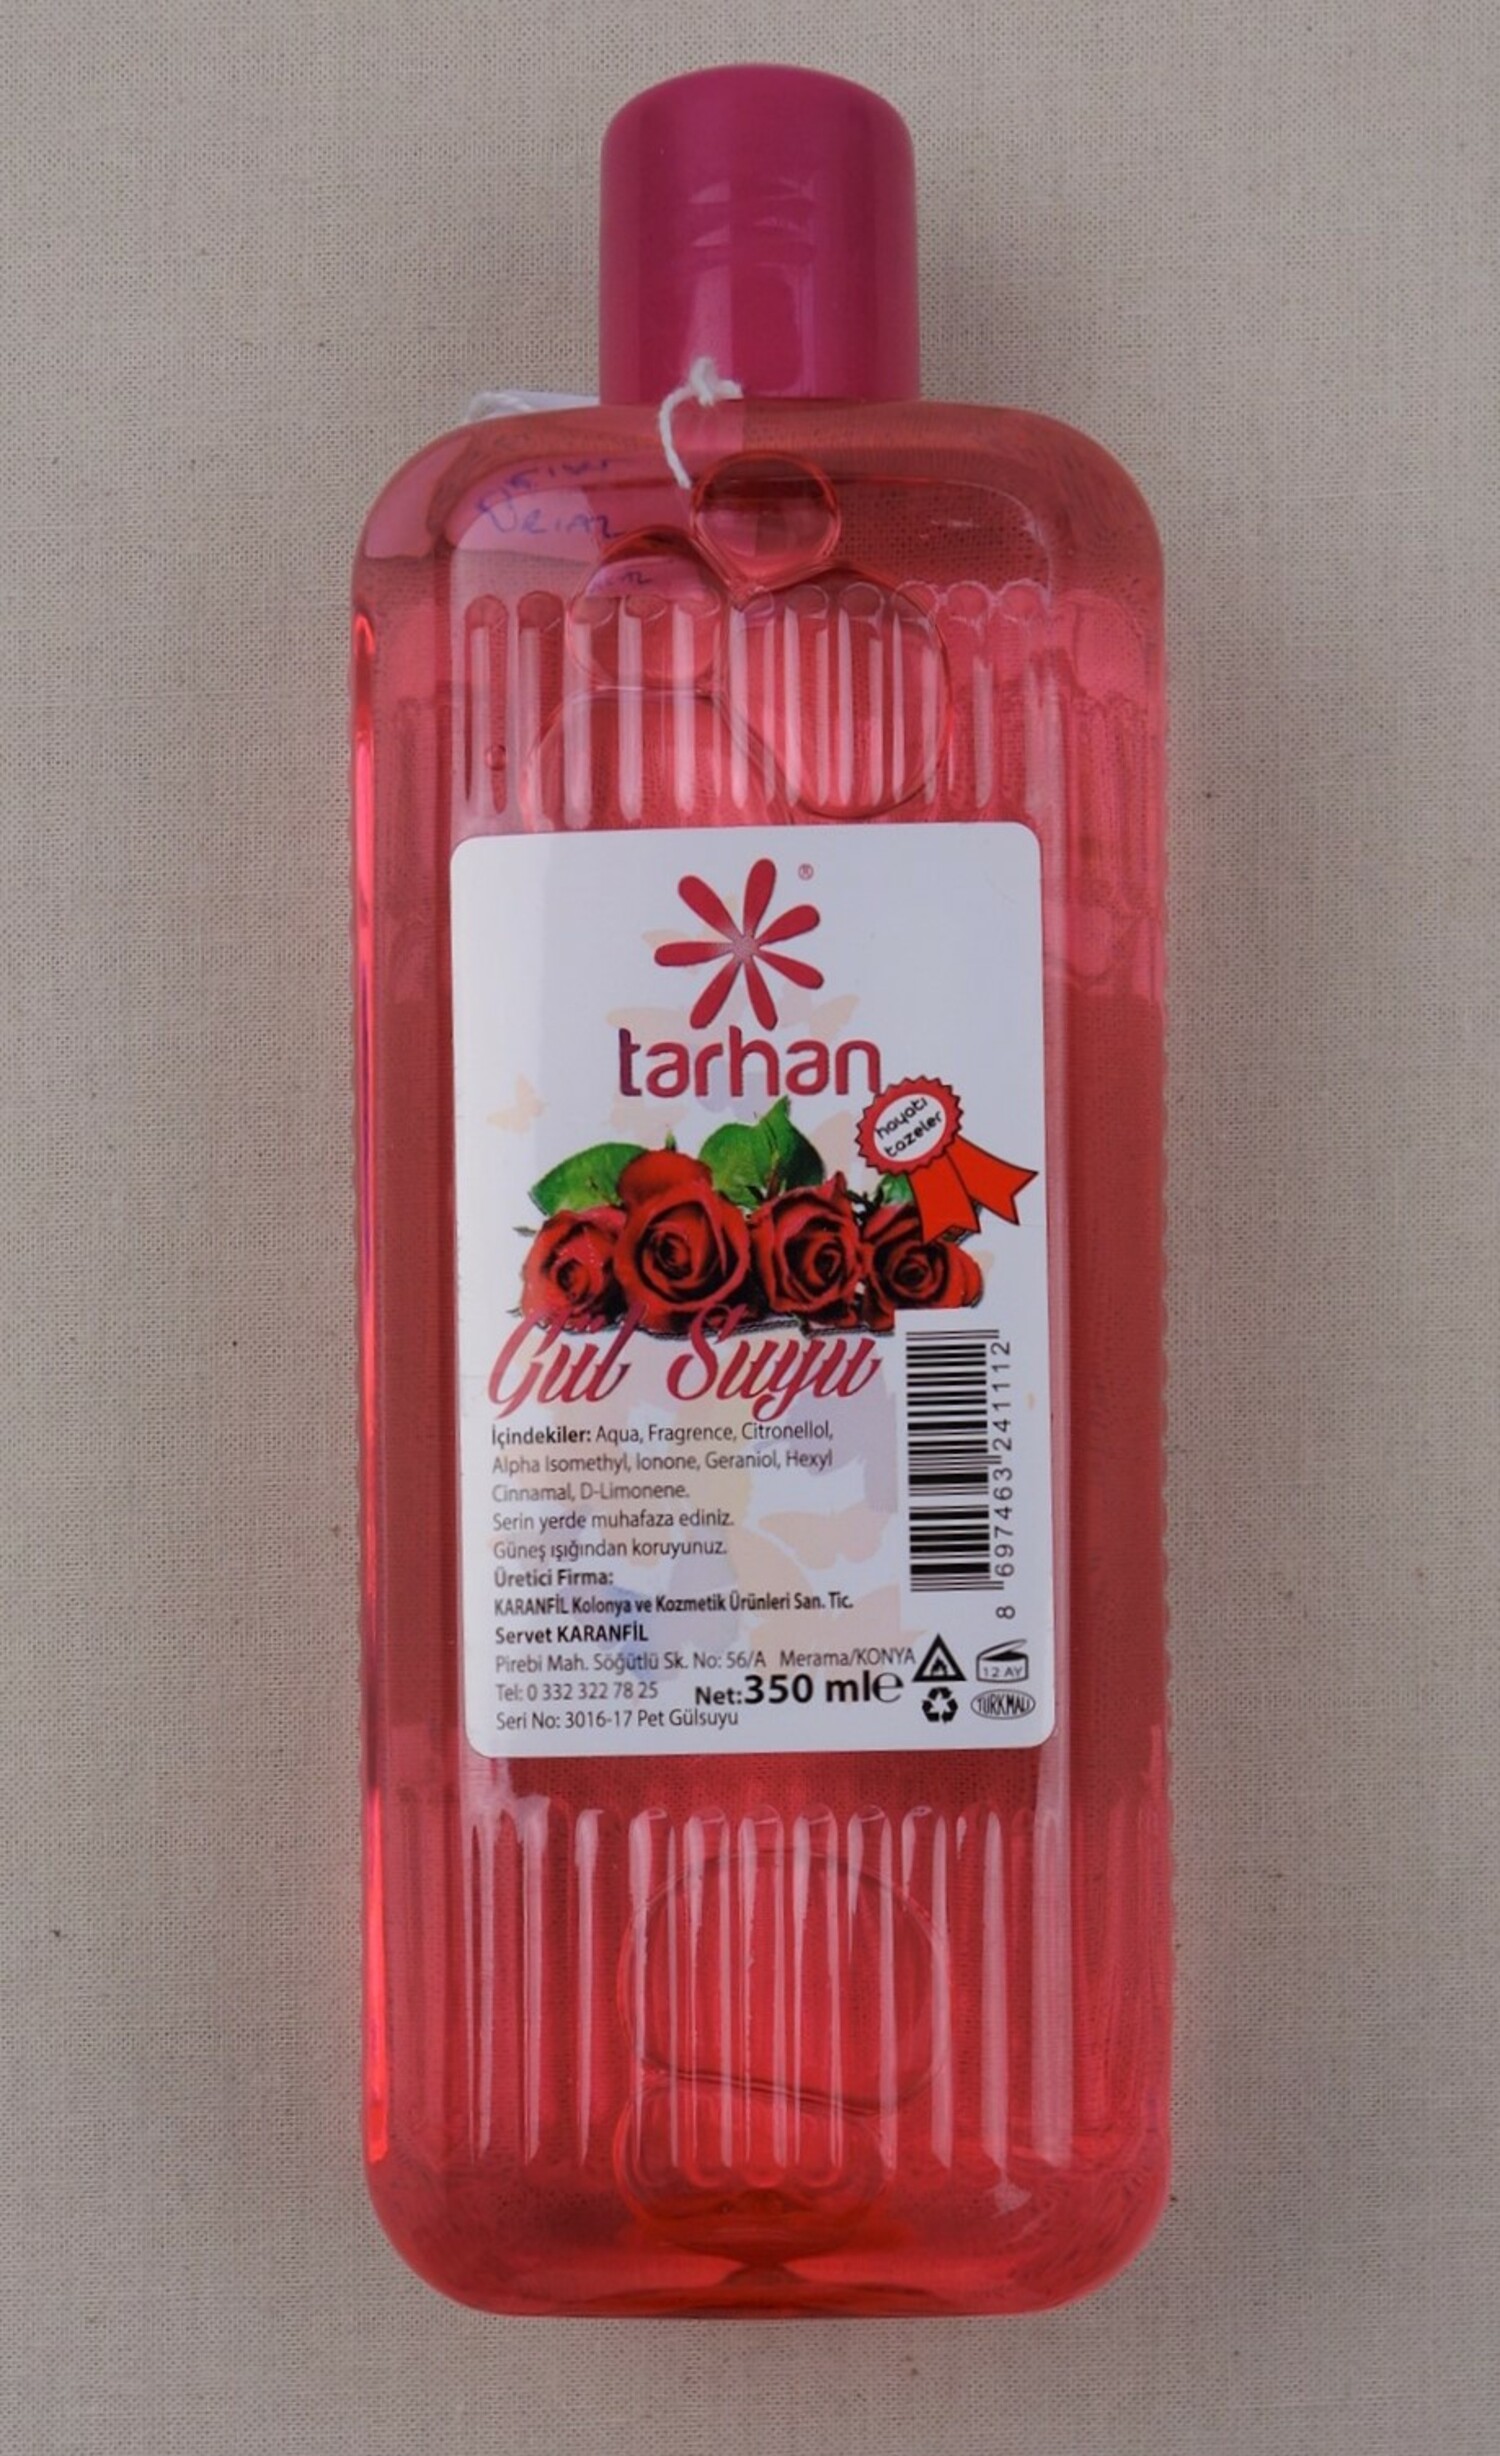 ®
tarhan
hayatı
tazeler
Gül Suyu
İçindekiler: Aqua, Fragrence, Citronellol,
Alpha Isomethyl, Ionone, Geraniol, Hexyl
Cinnamal, D-Limonene.
Serin yerde muhafaza ediniz.
Güneş ışığından koruyunuz.
Üretici Firma:
KARANFİL Kolonya ve Kozmetik Ürünleri San. Tic.
Servet KARANFİL
Pirebi Mah. Söğütlü Sk. No: 56/A Merama/KONYA
Tel: 0 332 322 78 25 Net:350 ml℮
Seri No: 3016-17 Pet Gülsuyu
8 697463 241112
12 AY
TÜRK MALI